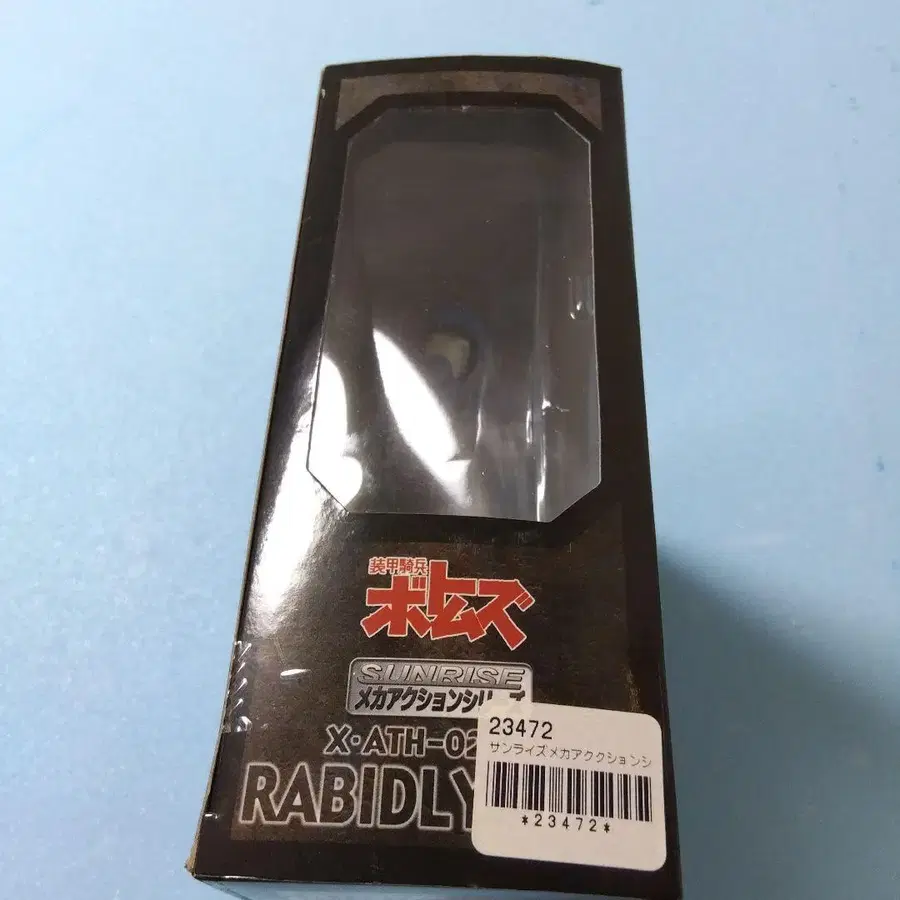 装甲騎兵
ボトムズ
SUNRISE
メカアクションシリーズ
X·ATH-02
RABIDLY
23472
サンライズメカアククションシ
*23472*